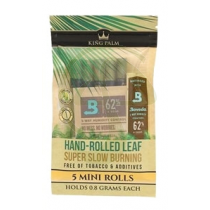 KING PALM
B 62%
B
Boveda
62%
HAND-ROLLED LEAF
SUPER SLOW BURNING
FREE OF TOBACCO & ADDITIVES
5 MINI ROLLS
HOLDS 0.8 GRAMS EACH